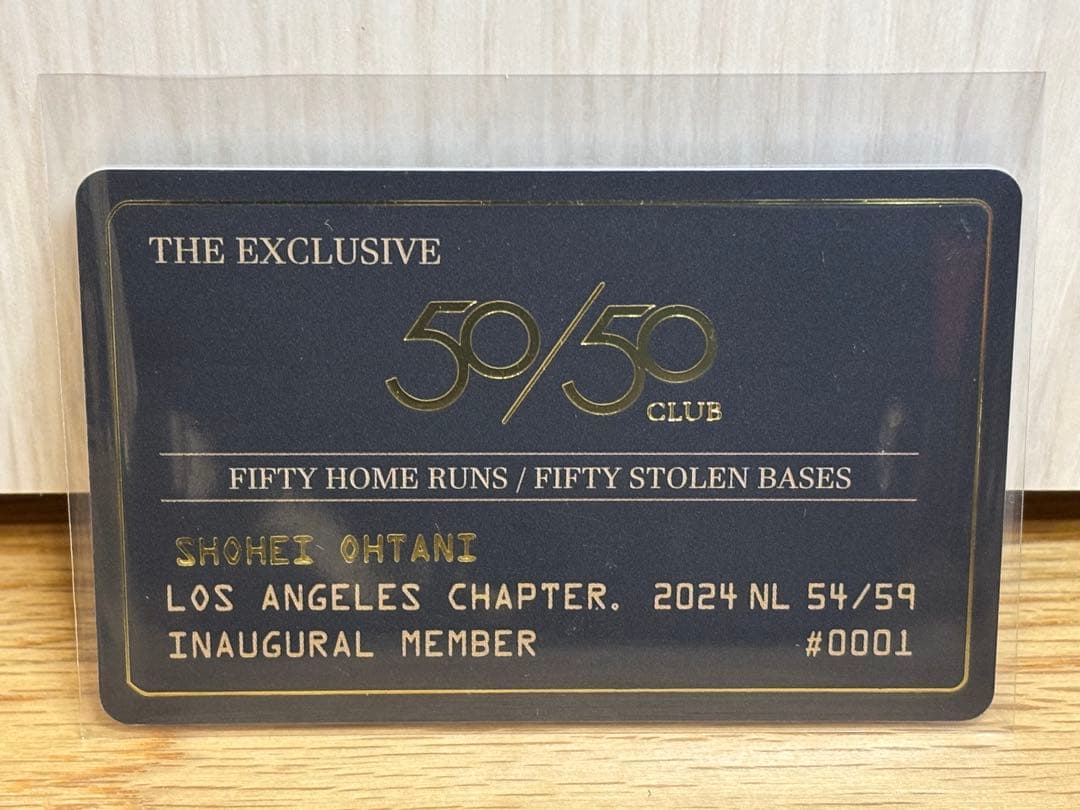 THE EXCLUSIVE
50/50
CLUB
FIFTY HOME RUNS / FIFTY STOLEN BASES
SHOHEI OHTANI
LOS ANGELES CHAPTER. 2024 NL 54/59
INAUGURAL MEMBER #0001